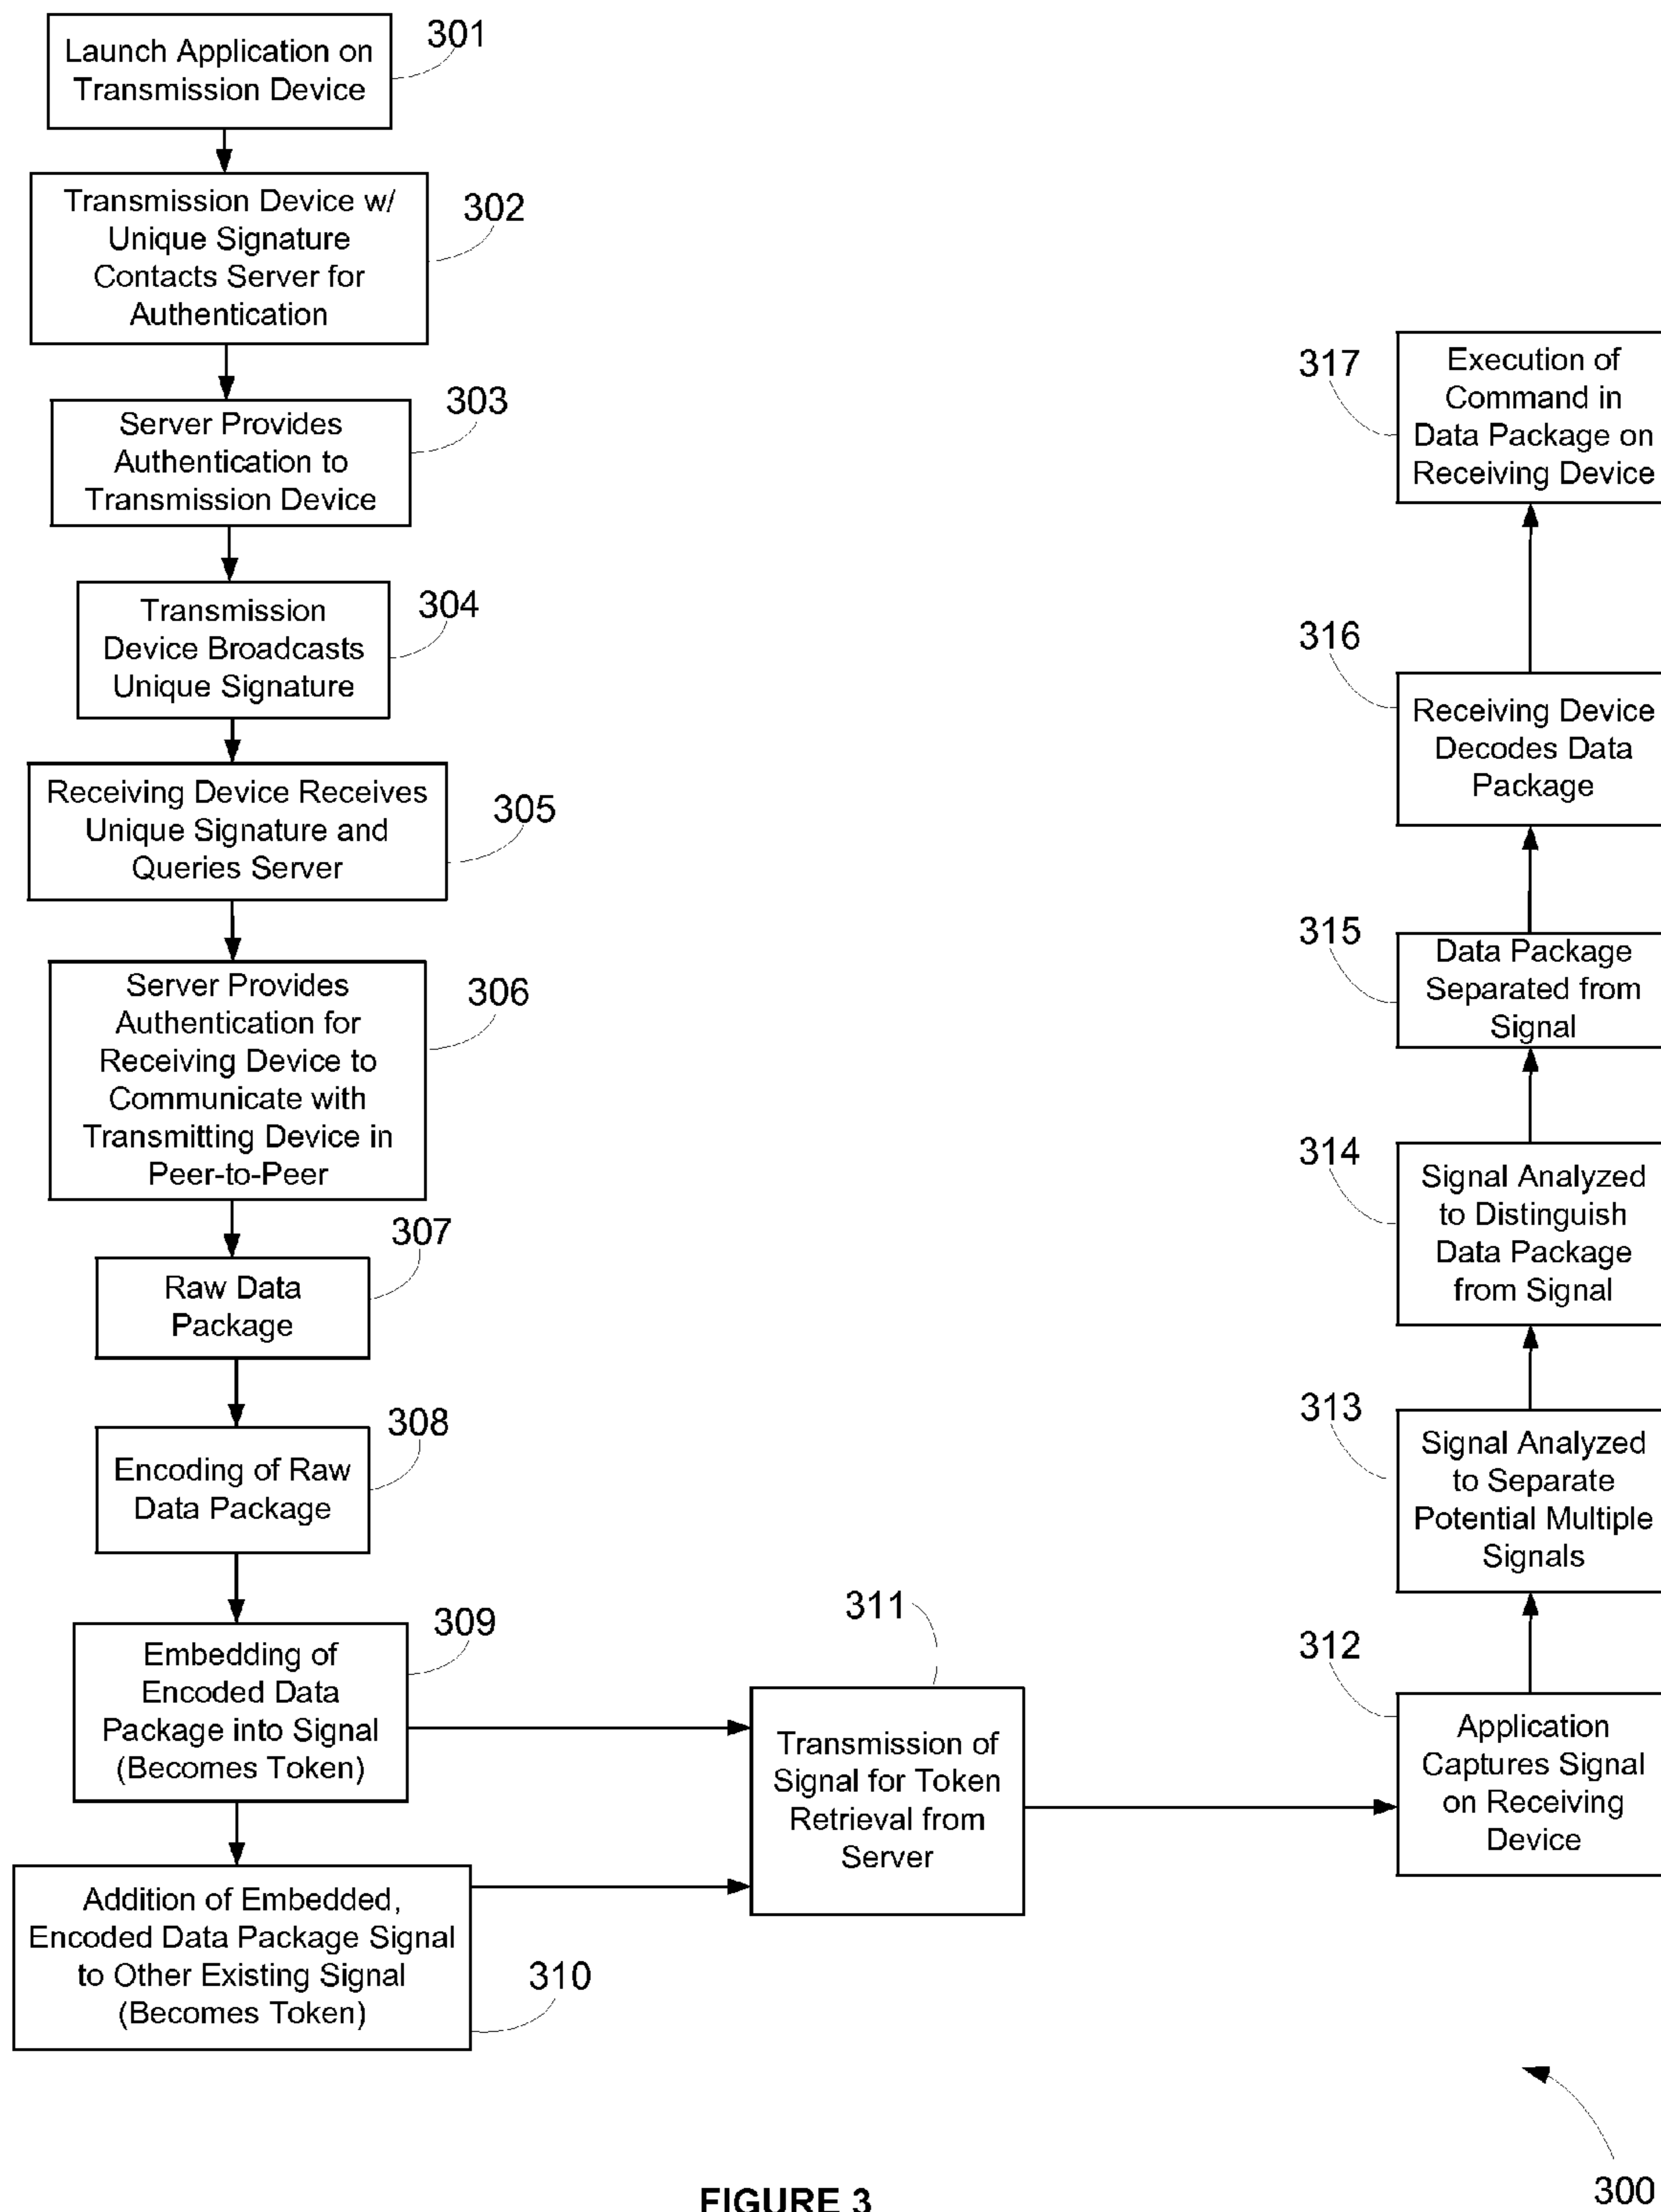 301
Launch Application on
Transmission Device
302
Transmission Device w/
Unique Signature
Contacts Server for
Authentication
303
Server Provides
Authentication to
Transmission Device
304
Transmission
Device Broadcasts
Unique Signature
305
Receiving Device Receives
Unique Signature and
Queries Server
306
Server Provides
Authentication for
Receiving Device to
Communicate with
Transmitting Device in
Peer-to-Peer
307
Raw Data
Package
308
Encoding of Raw
Data Package
309
Embedding of
Encoded Data
Package into Signal
(Becomes Token)
310
Addition of Embedded,
Encoded Data Package Signal
to Other Existing Signal
(Becomes Token)
311
Transmission of
Signal for Token
Retrieval from
Server
312
Application
Captures Signal
on Receiving
Device
313
Signal Analyzed
to Separate
Potential Multiple
Signals
314
Signal Analyzed
to Distinguish
Data Package
from Signal
315
Data Package
Separated from
Signal
316
Receiving Device
Decodes Data
Package
317
Execution of
Command in
Data Package on
Receiving Device
300
FIGURE 3